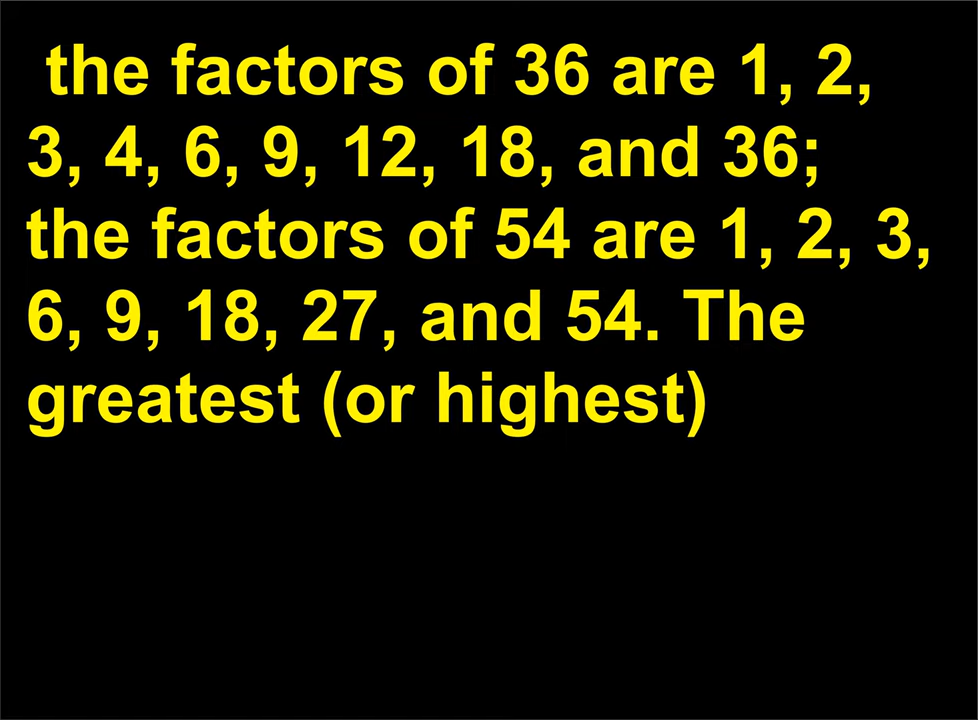 the factors of 36 are 1, 2,
3, 4, 6, 9, 12, 18, and 36;
the factors of 54 are 1, 2, 3,
6, 9, 18, 27, and 54. The
greatest (or highest)